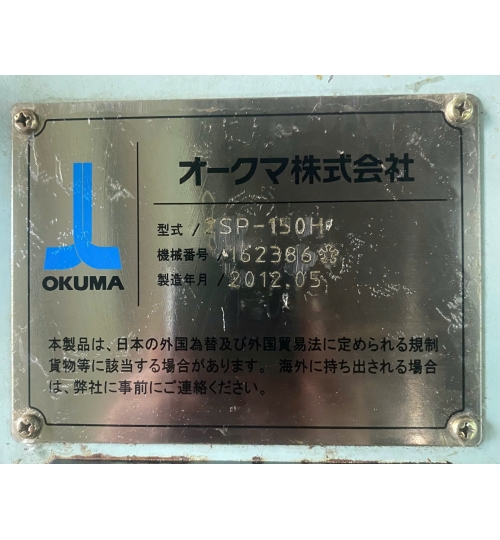 オークマ株式会社
OKUMA
型式 / 2SP-150H
機械番号 / 162386
製造年月 / 2012.05
本製品は、日本の外国為替及び外国貿易法に定められる規制
貨物等に該当する場合があります。 海外に持ち出される場合
は、弊社に事前にご連絡ください。